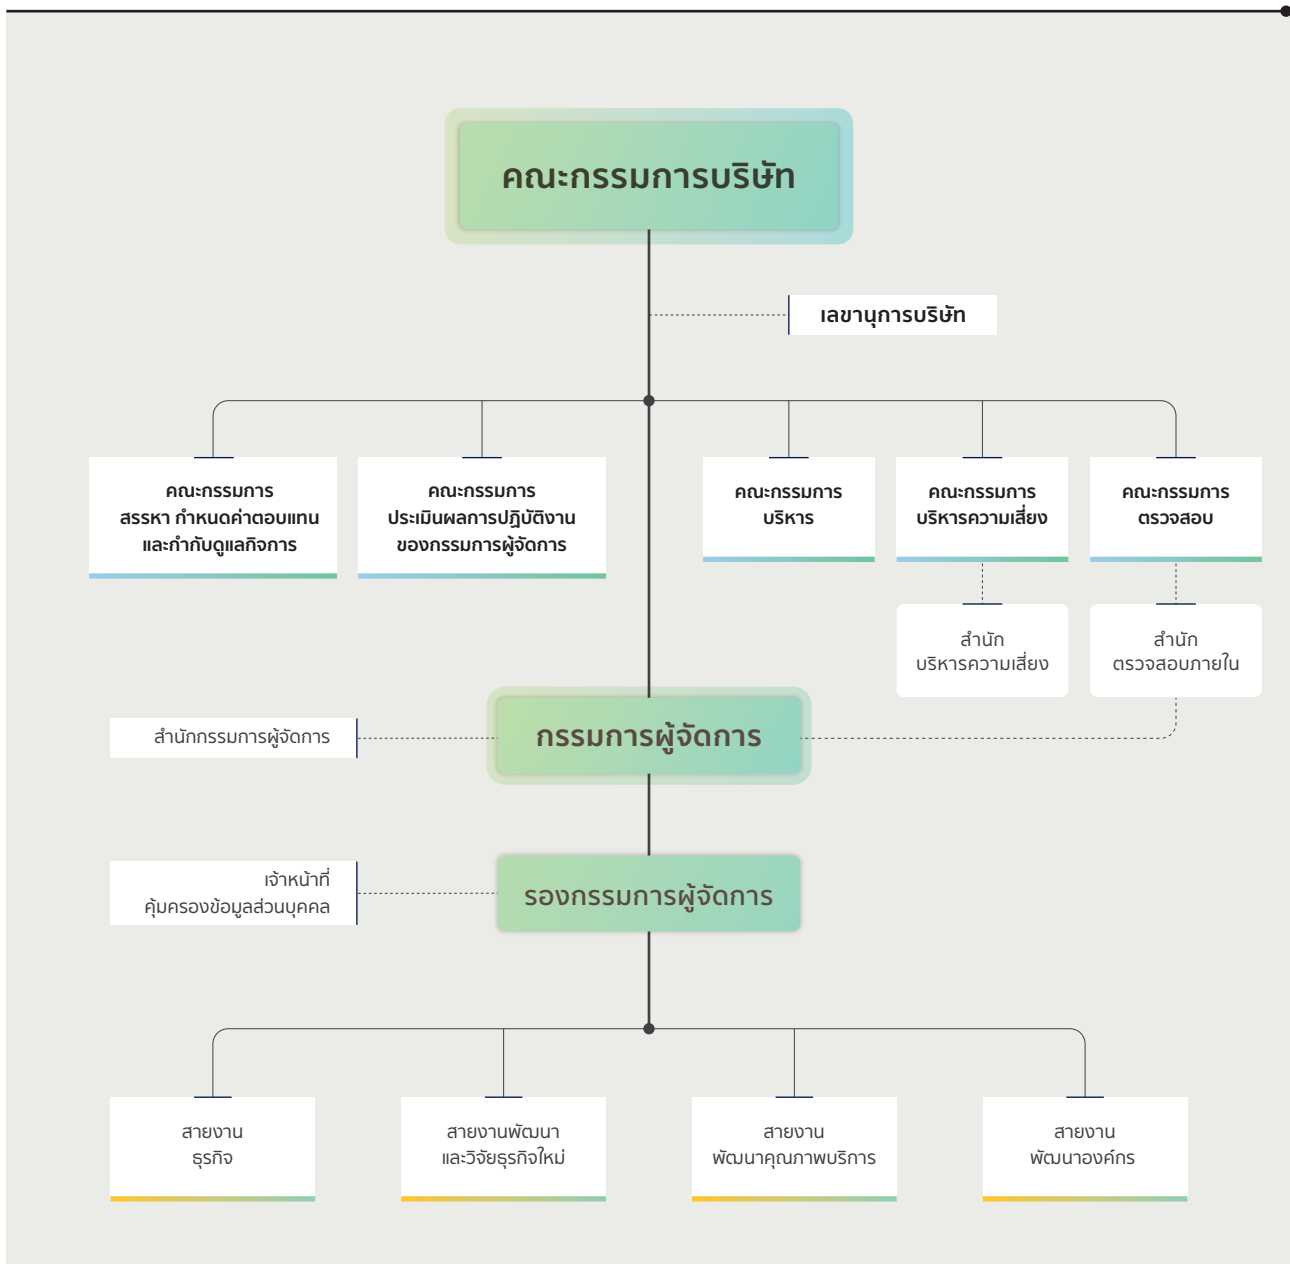 คณะกรรมการบริษัท
เลขานุการบริษัท
คณะกรรมการ
สรรหา กำหนดค่าตอบแทน
และกำกับดูแลกิจการ
คณะกรรมการ
ประเมินผลการปฏิบัติงาน
ของกรรมการผู้จัดการ
คณะกรรมการ
บริหาร
คณะกรรมการ
บริหารความเสี่ยง
คณะกรรมการ
ตรวจสอบ
สำนัก
บริหารความเสี่ยง
สำนัก
ตรวจสอบภายใน
สำนักกรรมการผู้จัดการ
กรรมการผู้จัดการ
เจ้าหน้าที่
คุ้มครองข้อมูลส่วนบุคคล
รองกรรมการผู้จัดการ
สายงาน
ธุรกิจ
สายงานพัฒนา
และวิจัยธุรกิจใหม่
สายงาน
พัฒนาคุณภาพบริการ
สายงาน
พัฒนาองค์กร